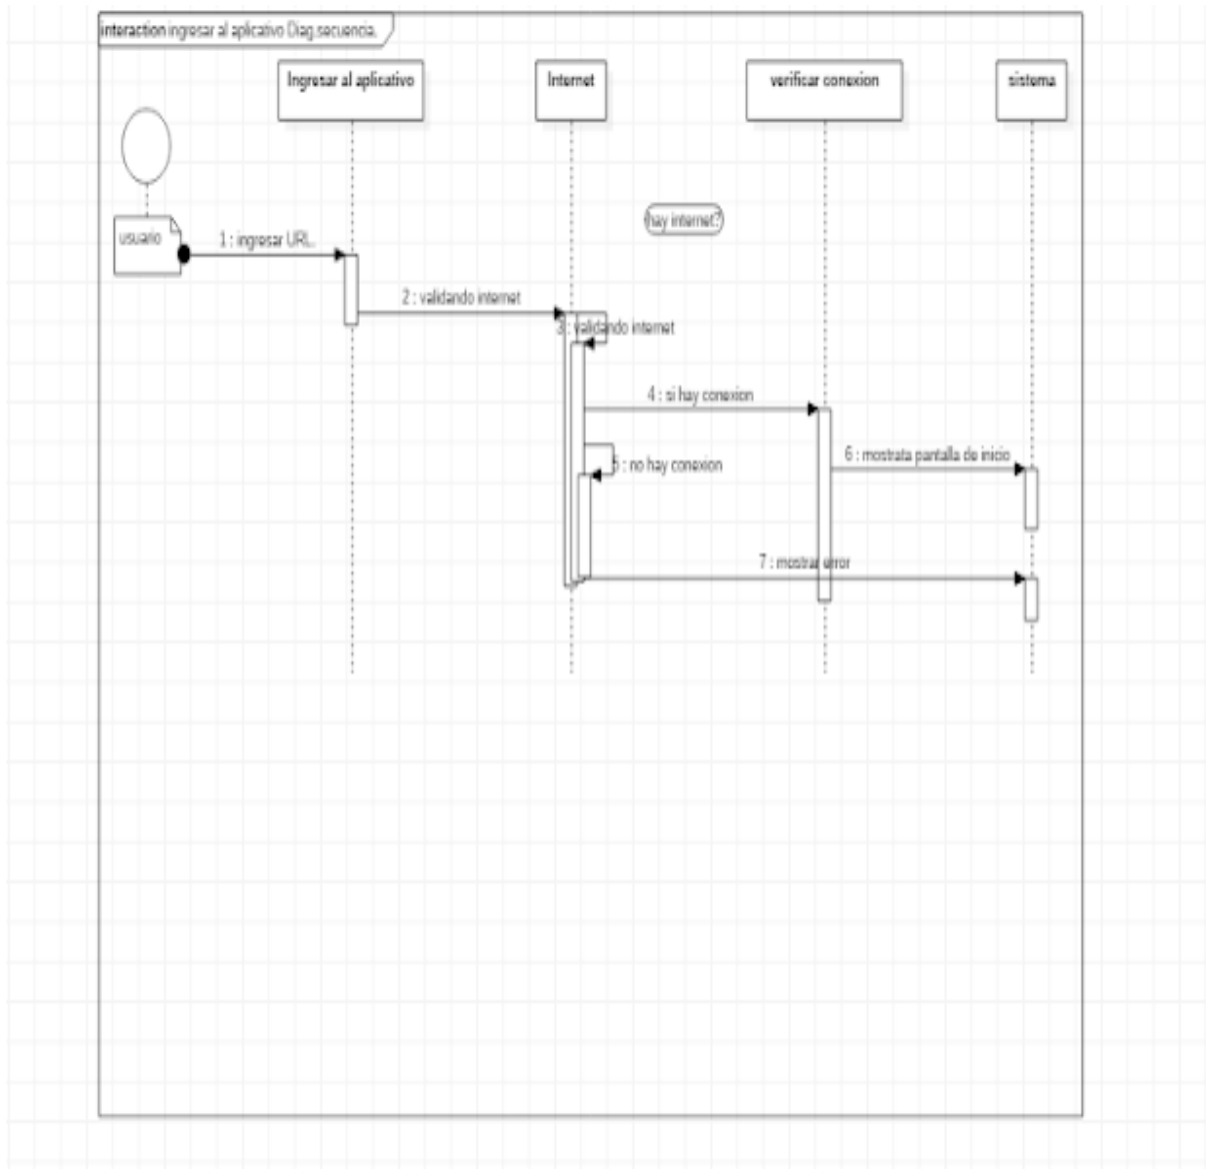 interaction ingresar al aplicativo Diag.secuencia.
Ingresar al aplicativo
Internet
verificar conexion
sistema
hay internet?
usuario
1 : ingresar URL.
2 : validando internet
3 : validando internet
4 : si hay conexion
6 : mostrata pantalla de inicio
5 : no hay conexion
7 : mostrar error